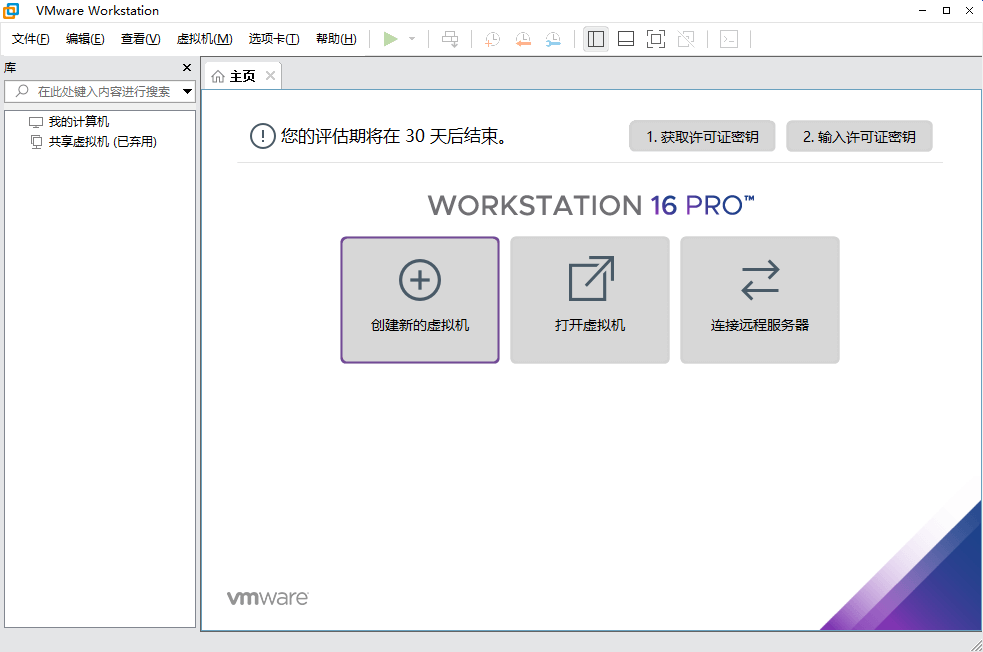 VMware Workstation
文件(F) 编辑(E) 查看(V) 虚拟机(M) 选项卡(T) 帮助(H)
库
主页
在此处键入内容进行搜索
我的计算机
共享虚拟机 (已弃用)
您的评估期将在 30 天后结束。
1. 获取许可证密钥
2. 输入许可证密钥
WORKSTATION 16 PRO™
创建新的虚拟机
打开虚拟机
连接远程服务器
vmware